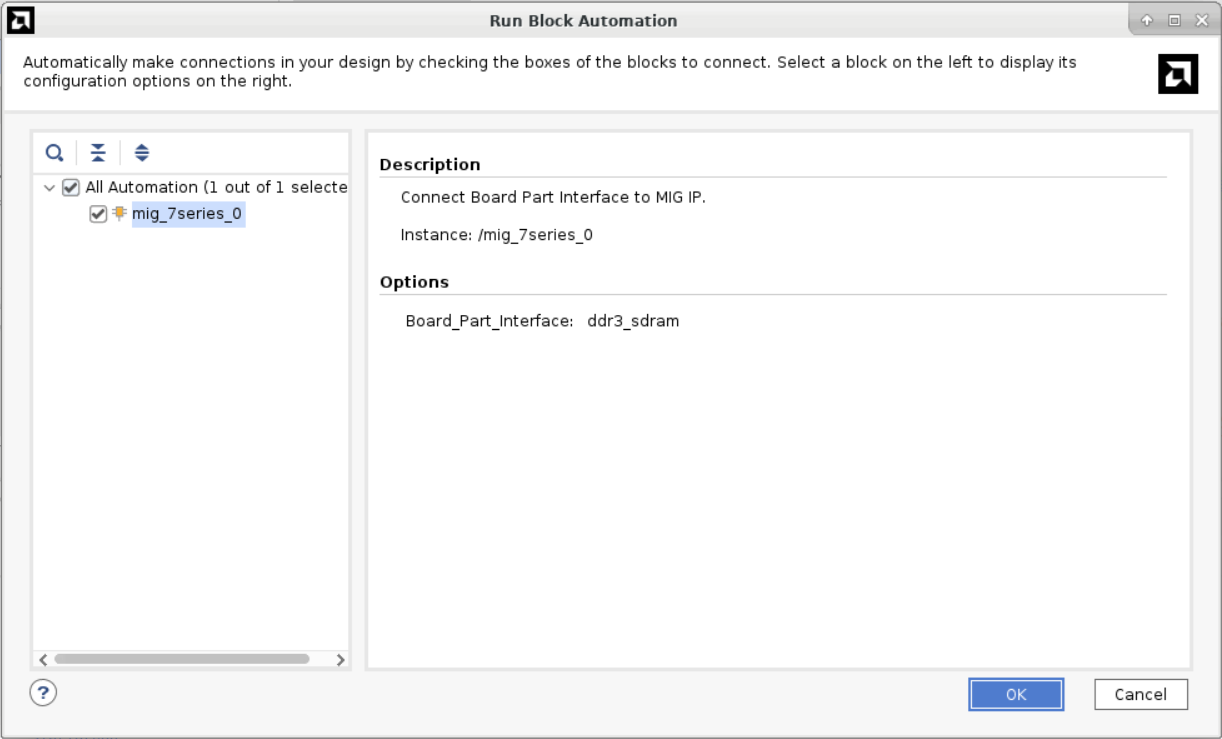 Run Block Automation
Automatically make connections in your design by checking the boxes of the blocks to connect. Select a block on the left to display its
configuration options on the right.
All Automation (1 out of 1 selecte
mig_7series_0
Description
Connect Board Part Interface to MIG IP.
Instance: /mig_7series_0
Options
Board_Part_Interface: ddr3_sdram
?
OK
Cancel